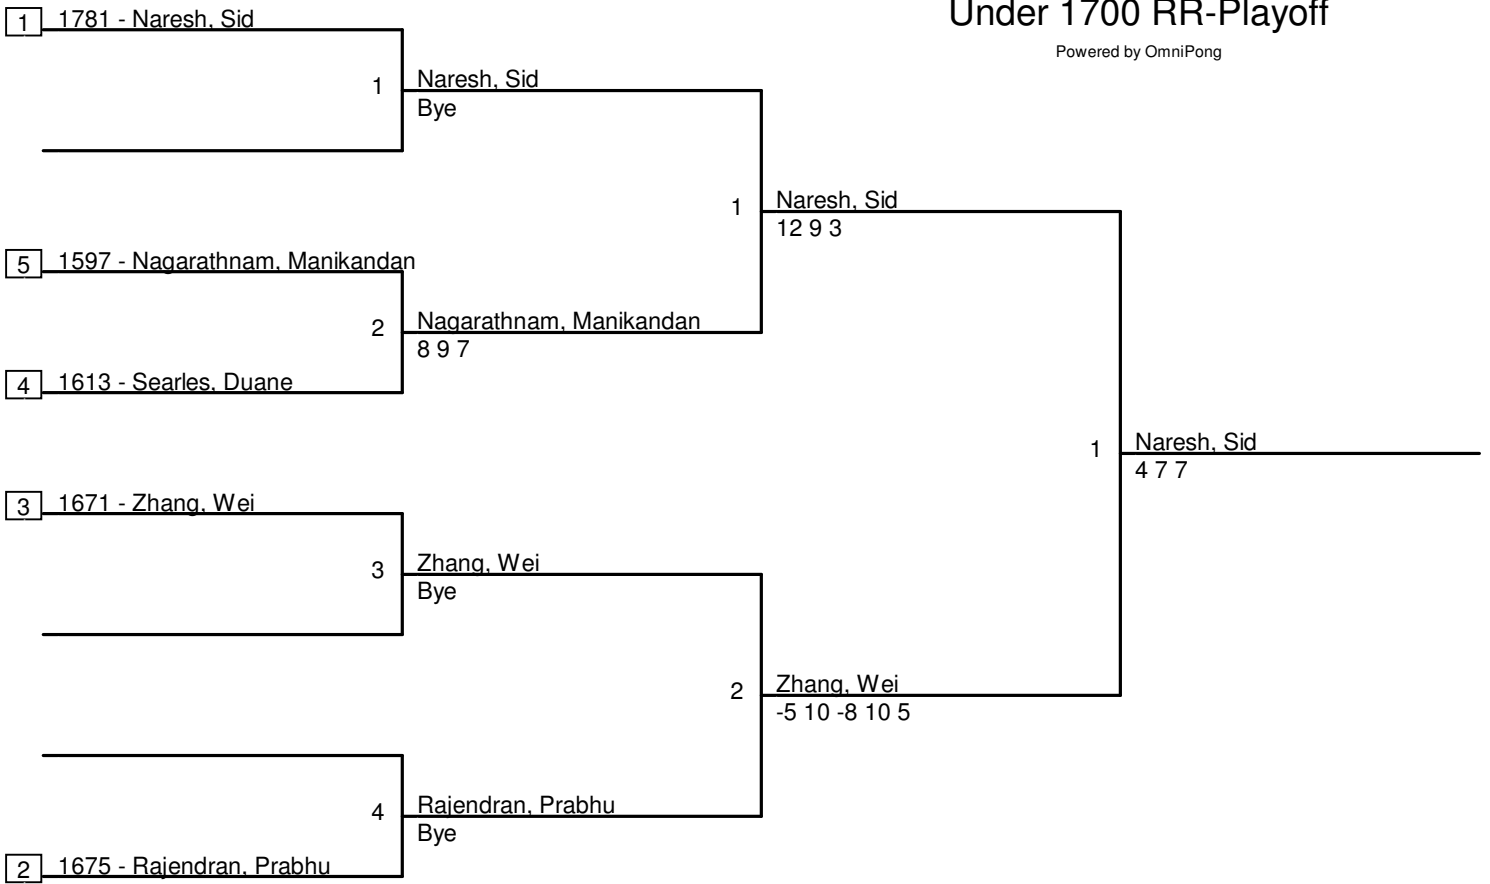 Under 1700 RR-Playoff
Powered by OmniPong
1 1781 - Naresh, Sid
1 Naresh, Sid
Bye
1 Naresh, Sid
12 9 3
5 1597 - Nagarathnam, Manikandan
2 Nagarathnam, Manikandan
8 9 7
4 1613 - Searles, Duane
1 Naresh, Sid
4 7 7
3 1671 - Zhang, Wei
3 Zhang, Wei
Bye
2 Zhang, Wei
-5 10 -8 10 5
4 Rajendran, Prabhu
Bye
2 1675 - Rajendran, Prabhu